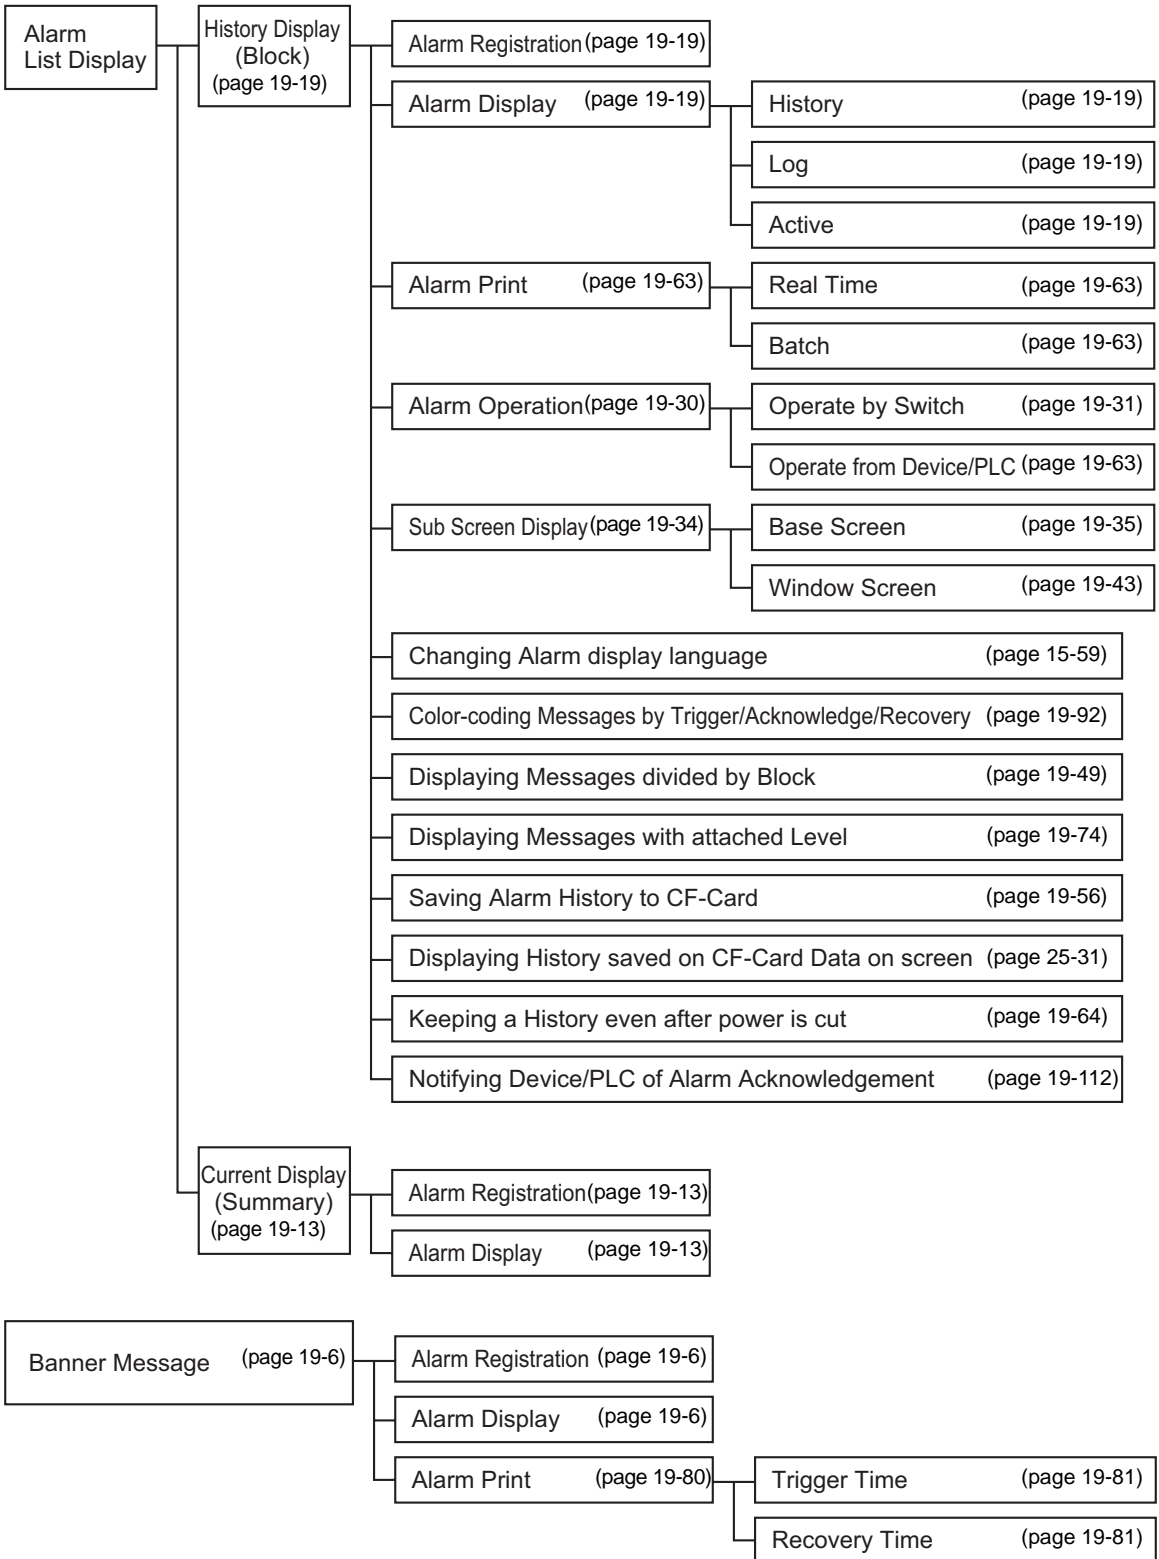 Alarm
List Display
History Display
(Block)
(page 19-19)
Alarm Registration (page 19-19)
Alarm Display (page 19-19)
History (page 19-19)
Log (page 19-19)
Active (page 19-19)
Alarm Print (page 19-63)
Real Time (page 19-63)
Batch (page 19-63)
Alarm Operation (page 19-30)
Operate by Switch (page 19-31)
Operate from Device/PLC (page 19-63)
Sub Screen Display (page 19-34)
Base Screen (page 19-35)
Window Screen (page 19-43)
Changing Alarm display language (page 15-59)
Color-coding Messages by Trigger/Acknowledge/Recovery (page 19-92)
Displaying Messages divided by Block (page 19-49)
Displaying Messages with attached Level (page 19-74)
Saving Alarm History to CF-Card (page 19-56)
Displaying History saved on CF-Card Data on screen (page 25-31)
Keeping a History even after power is cut (page 19-64)
Notifying Device/PLC of Alarm Acknowledgement (page 19-112)
Current Display
(Summary)
(page 19-13)
Alarm Registration (page 19-13)
Alarm Display (page 19-13)
Banner Message (page 19-6)
Alarm Registration (page 19-6)
Alarm Display (page 19-6)
Alarm Print (page 19-80)
Trigger Time (page 19-81)
Recovery Time (page 19-81)